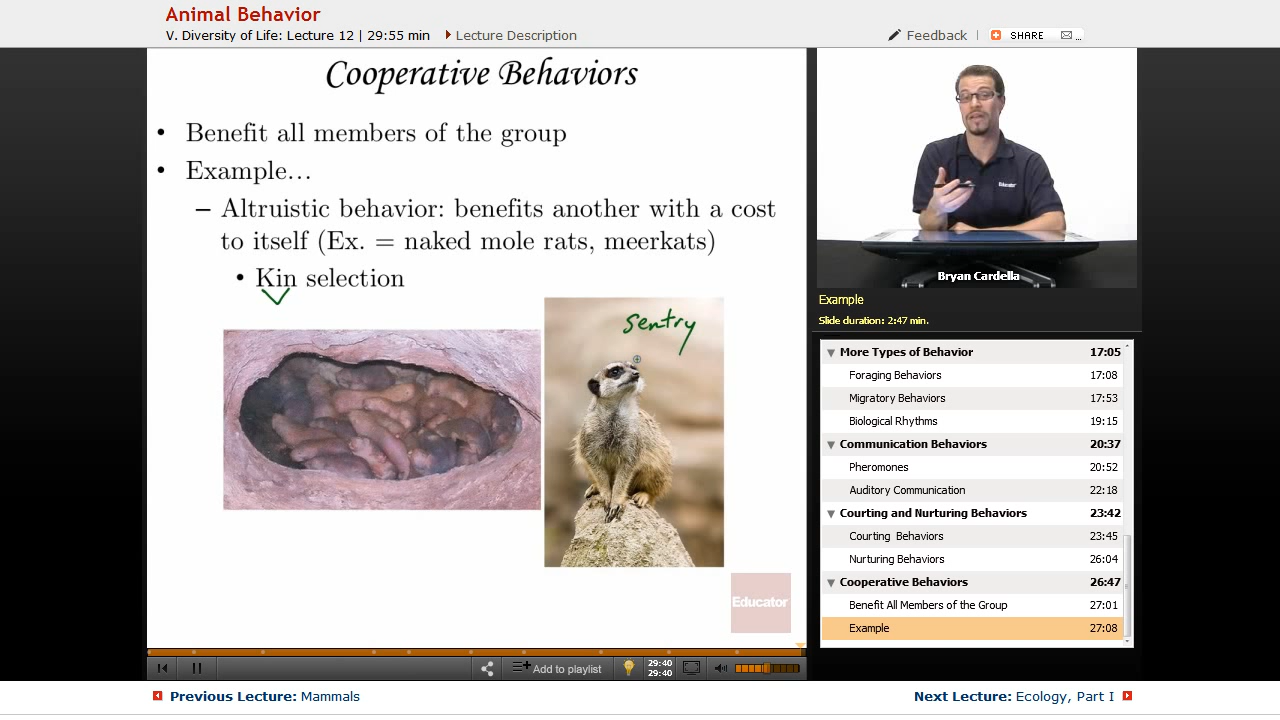 Animal Behavior
V. Diversity of Life: Lecture 12 | 29:55 min
Lecture Description
Feedback
SHARE
...
Cooperative Behaviors
• Benefit all members of the group
• Example…
– Altruistic behavior: benefits another with a cost
to itself (Ex. = naked mole rats, meerkats)
• Kin selection
sentry
Educator
Educator
Bryan Cardella
Example
Slide duration: 2:47 min.
More Types of Behavior 17:05
Foraging Behaviors 17:08
Migratory Behaviors 17:53
Biological Rhythms 19:15
Communication Behaviors 20:37
Pheromones 20:52
Auditory Communication 22:18
Courting and Nurturing Behaviors 23:42
Courting Behaviors 23:45
Nurturing Behaviors 26:04
Cooperative Behaviors 26:47
Benefit All Members of the Group 27:01
Example 27:08
Add to playlist
29:40
29:40
Previous Lecture: Mammals
Next Lecture: Ecology, Part I